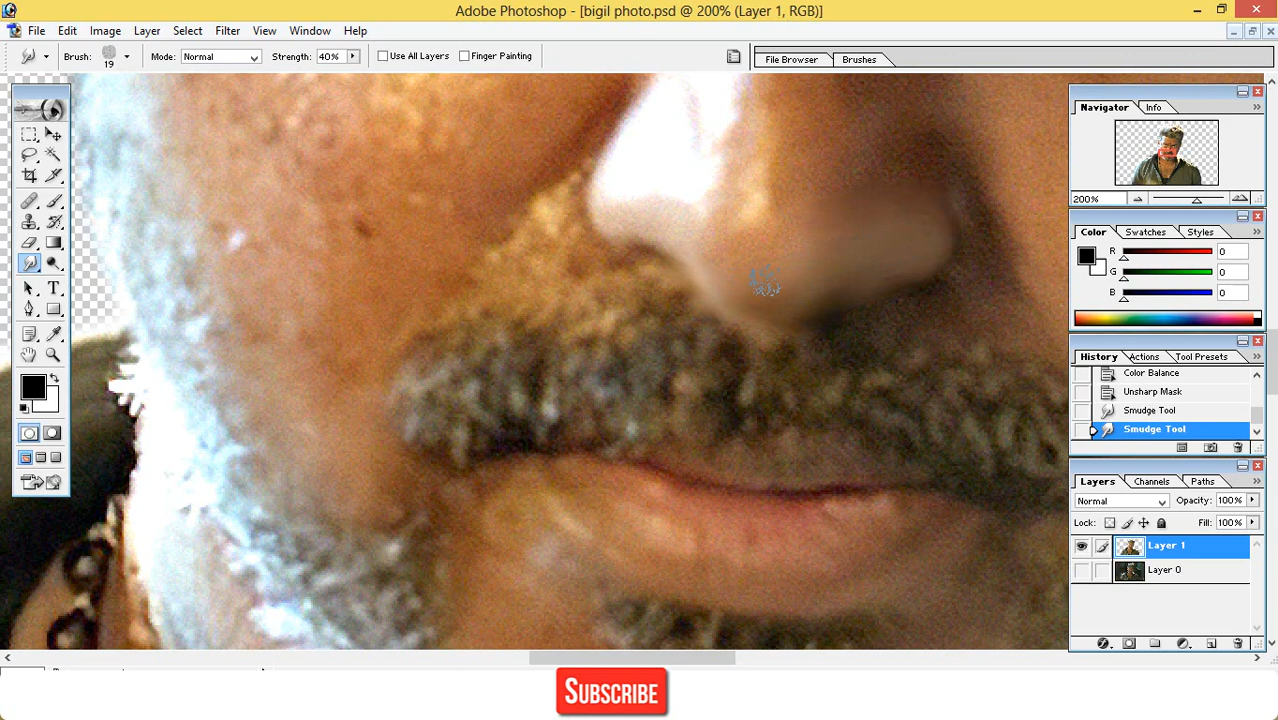 Adobe Photoshop - [bigil photo.psd @ 200% (Layer 1, RGB)]
File Edit Image Layer Select Filter View Window Help
Brush: 19 Mode: Normal Strength: 40% Use All Layers Finger Painting File Browser Brushes
Navigator Info
200%
Color Swatches Styles
R 0
G 0
B 0
History Actions Tool Presets
Color Balance
Unsharp Mask
Smudge Tool
Smudge Tool
Layers Channels Paths
Normal Opacity: 100%
Lock: Fill: 100%
Layer 1
Layer 0
SUBSCRIBE